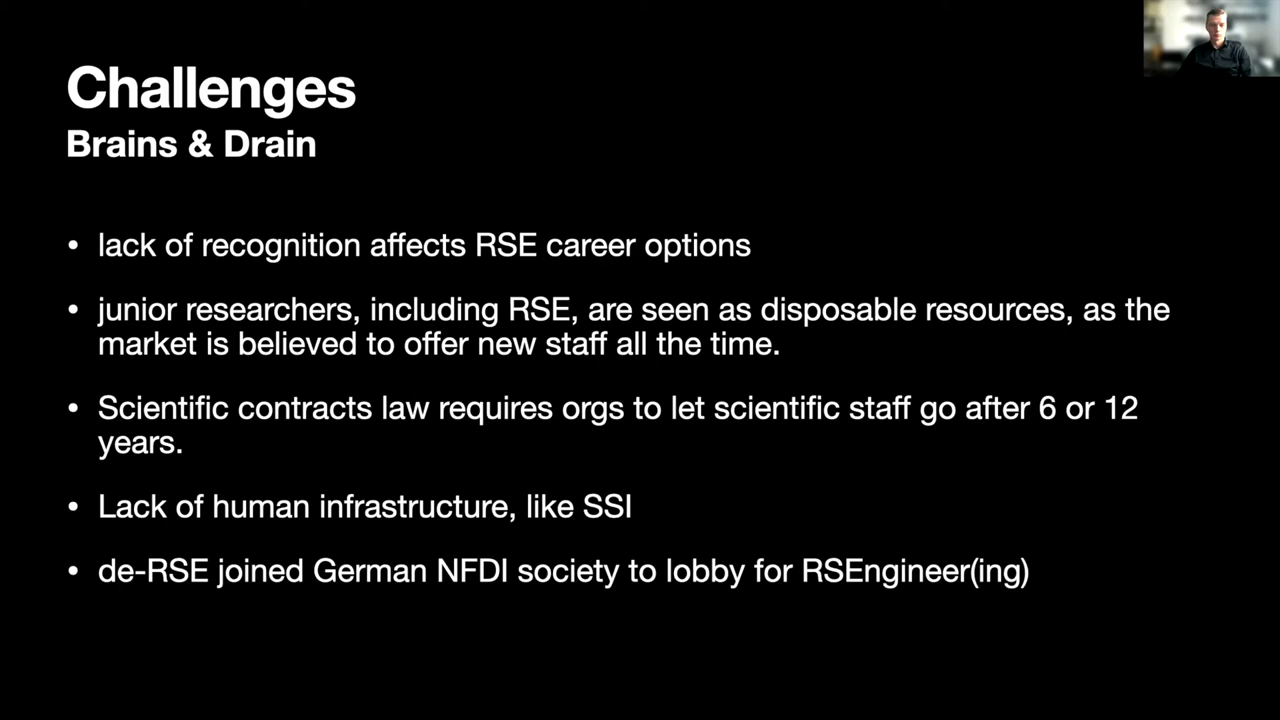 Challenges
Brains & Drain
• lack of recognition affects RSE career options
• junior researchers, including RSE, are seen as disposable resources, as the
market is believed to offer new staff all the time.
• Scientific contracts law requires orgs to let scientific staff go after 6 or 12
years.
• Lack of human infrastructure, like SSI
• de-RSE joined German NFDI society to lobby for RSEngineer(ing)